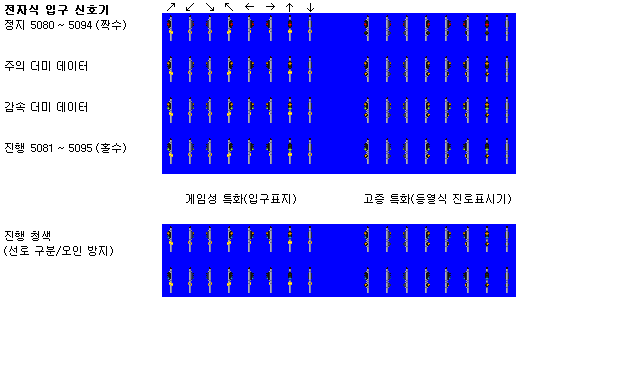 전자식 입구 신호기
↗ ↙ ↘ ↖ ← → ↑ ↓
정지 5080 ~ 5094 (짝수)
주의 더미 데이터
감속 더미 데이터
진행 5081 ~ 5095 (홀수)
게임성 특화(입구표지)
고증 특화(등열식 진로표시기)
진행 청색
(선로 구분/오인 방지)